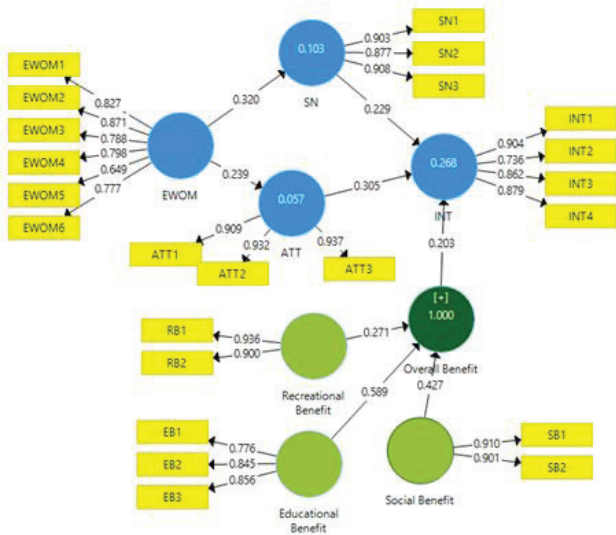 SN1
0.903
0.103
0.877
SN2
0.908
SN3
SN
EWOM1
EWOM2
EWOM3
EWOM4
EWOM5
EWOM6
0.827
0.871
0.788
0.798
0.649
0.777
EWOM
0.320
0.229
0.239
INT1
0.904
INT2
0.736
0.268
0.862
INT3
0.879
INT4
INT
0.057
0.305
ATT
0.909
0.932
0.937
ATT1
ATT2
ATT3
0.203
[+]
1.000
Overall Benefit
RB1
0.936
RB2
0.900
0.271
Recreational
Benefit
0.589
0.427
EB1
0.776
EB2
0.845
EB3
0.856
Educational
Benefit
Social Benefit
0.910
SB1
0.901
SB2